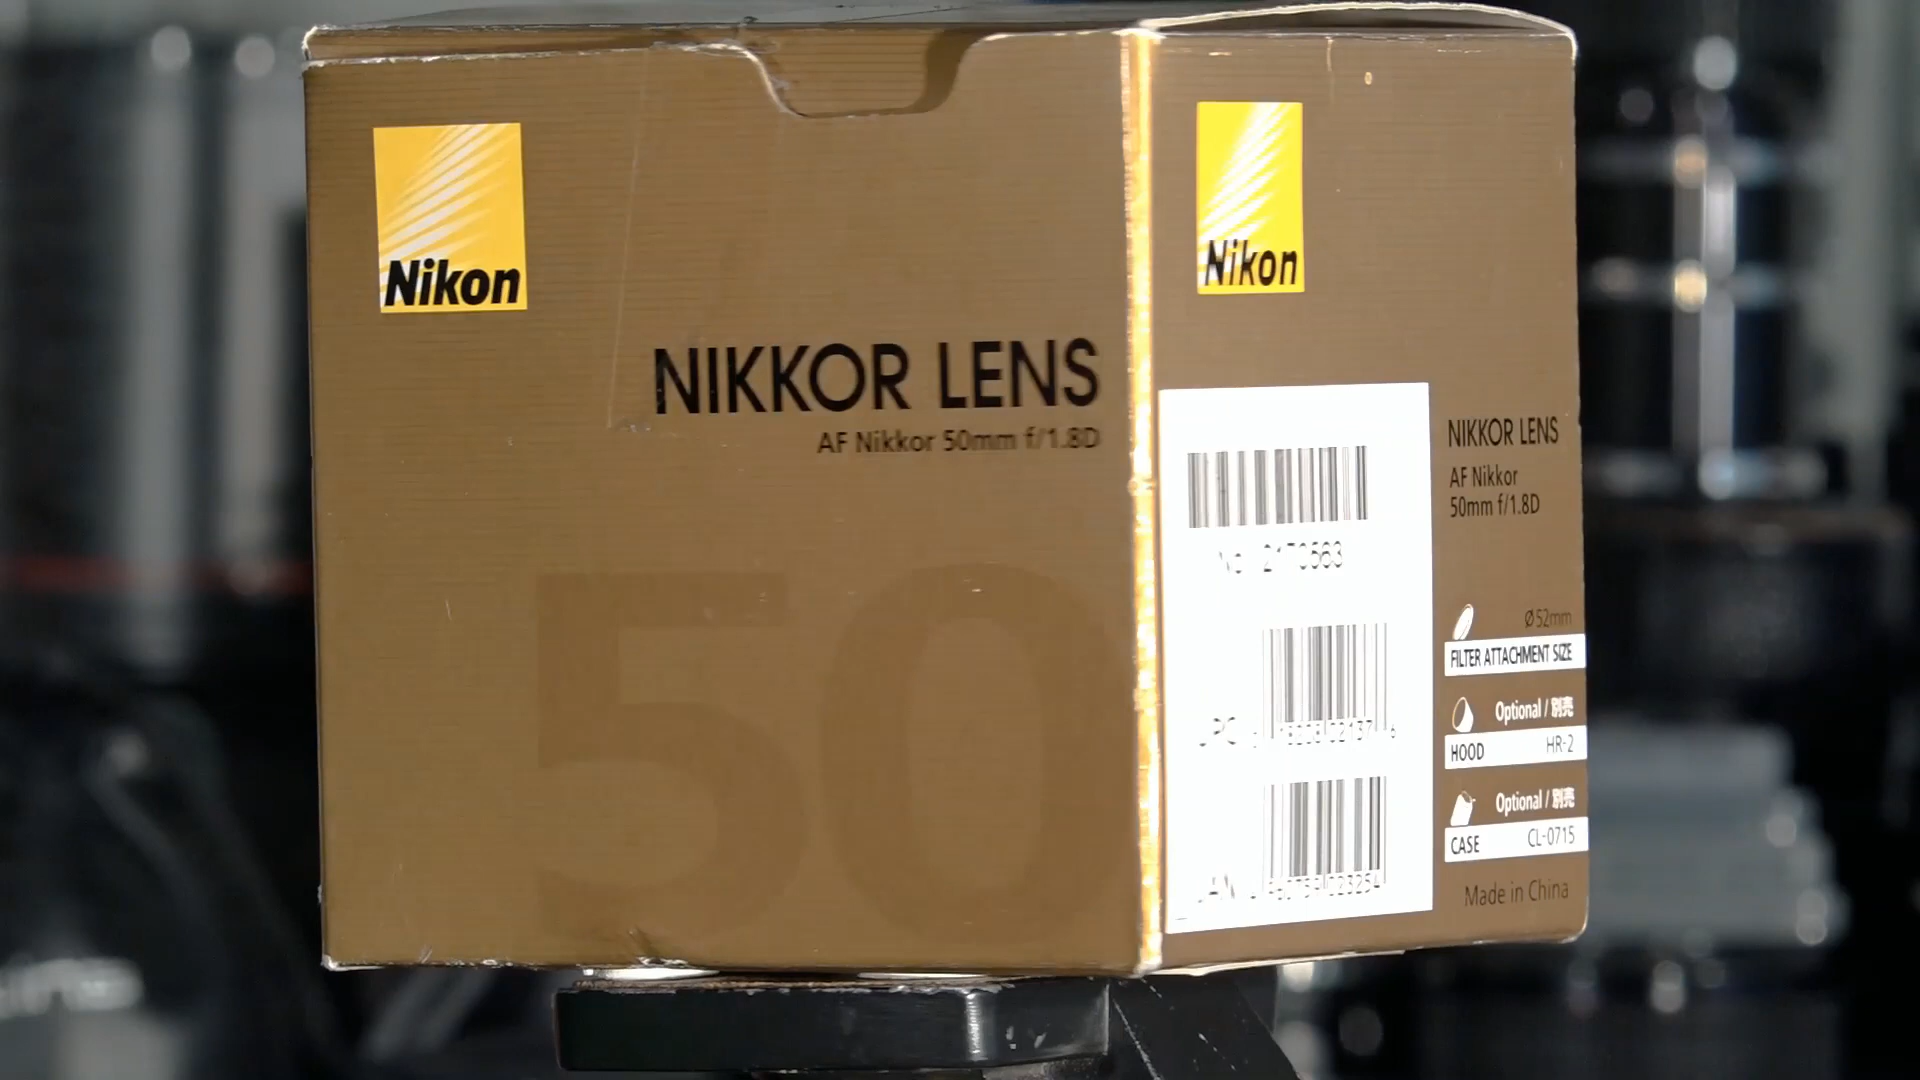 Nikon
NIKKOR LENS
AF Nikkor 50mm f/1.8D
50
Nikon
NIKKOR LENS
AF Nikkor
50mm f/1.8D
Ø52mm
FILTER ATTACHMENT SIZE
Optional / 別売
HOOD HR-2
Optional / 別売
CASE CL-0715
Made in China